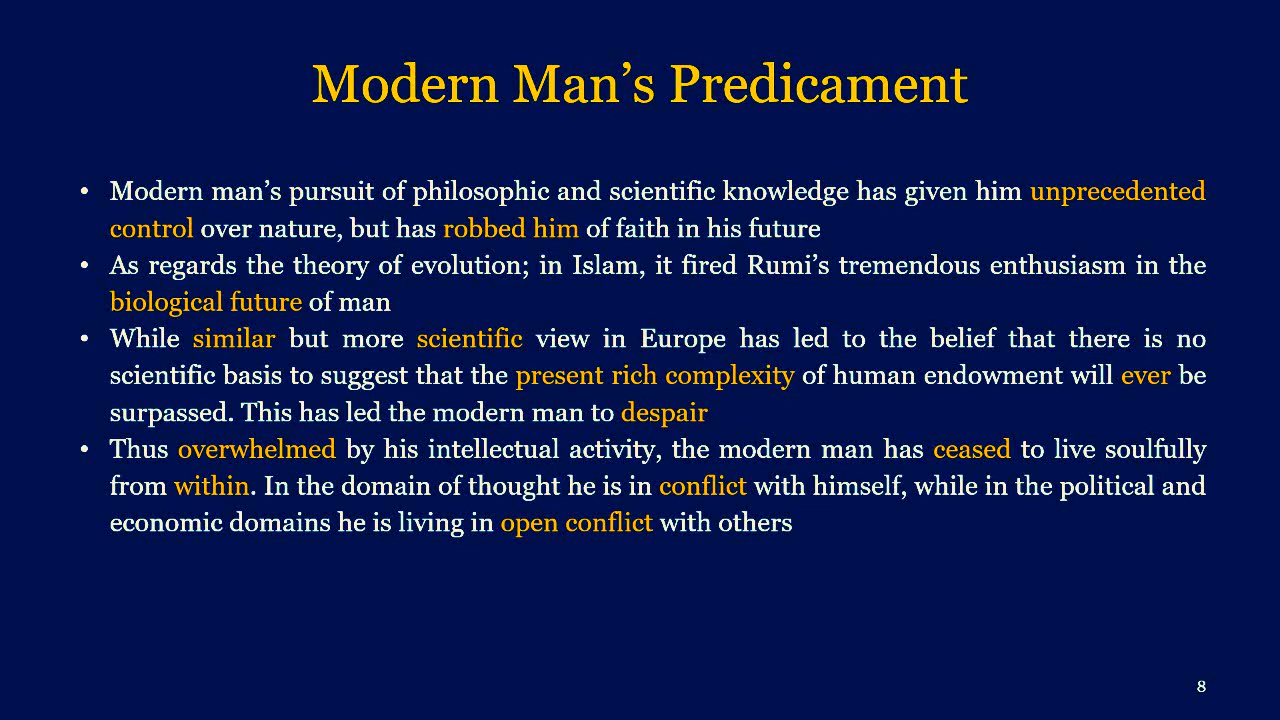 Modern Man’s Predicament
• Modern man’s pursuit of philosophic and scientific knowledge has given him unprecedented
control over nature, but has robbed him of faith in his future
• As regards the theory of evolution; in Islam, it fired Rumi’s tremendous enthusiasm in the
biological future of man
• While similar but more scientific view in Europe has led to the belief that there is no
scientific basis to suggest that the present rich complexity of human endowment will ever be
surpassed. This has led the modern man to despair
• Thus overwhelmed by his intellectual activity, the modern man has ceased to live soulfully
from within. In the domain of thought he is in conflict with himself, while in the political and
economic domains he is living in open conflict with others
8